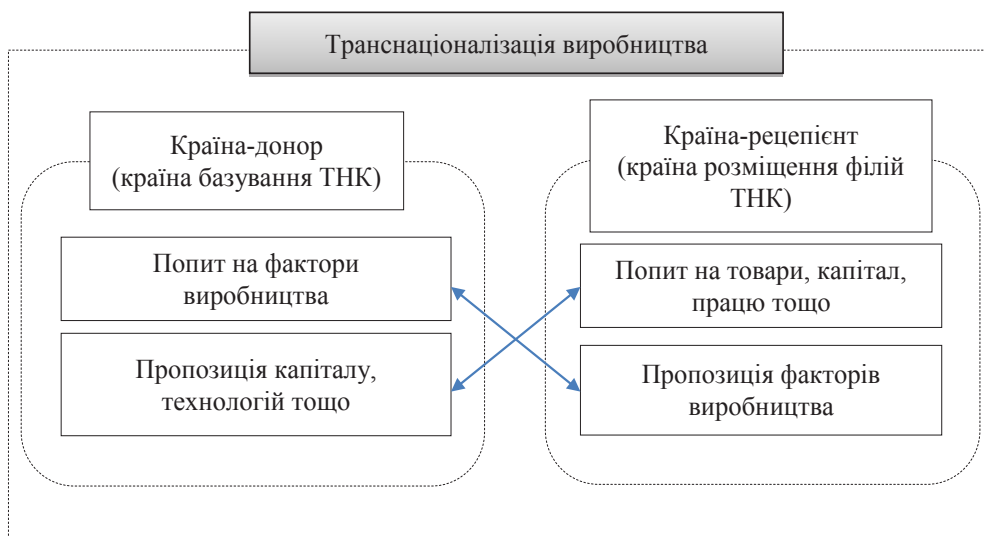 Транснаціоналізація виробництва
Країна-донор
(країна базування ТНК)
Країна-рецепієнт
(країна розміщення філій
ТНК)
Попит на фактори
виробництва
Попит на товари, капітал,
працю тощо
Пропозиція капіталу,
технологій тощо
Пропозиція факторів
виробництва